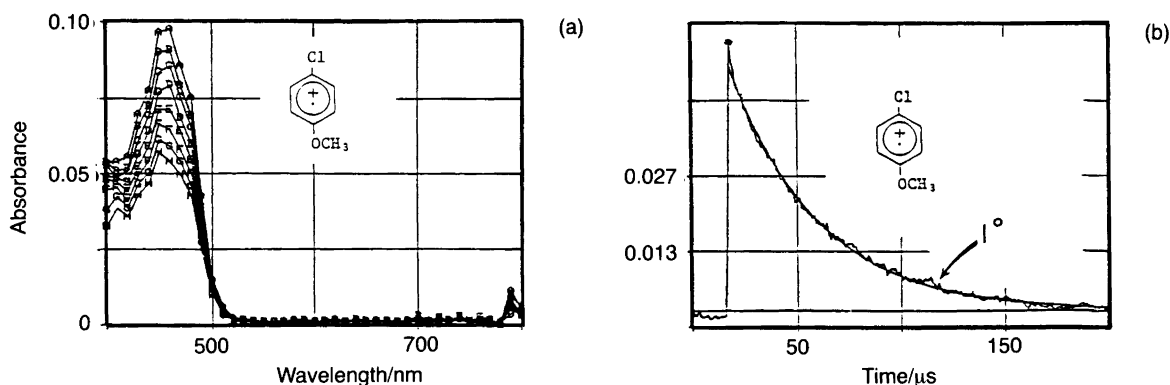 (a)
0.10
0.05
0
Absorbance
Cl
+
.
OCH3
500
700
Wavelength/nm
(b)
0.027
0.013
Cl
+
.
OCH3
1°
50
100
150
Time/μs